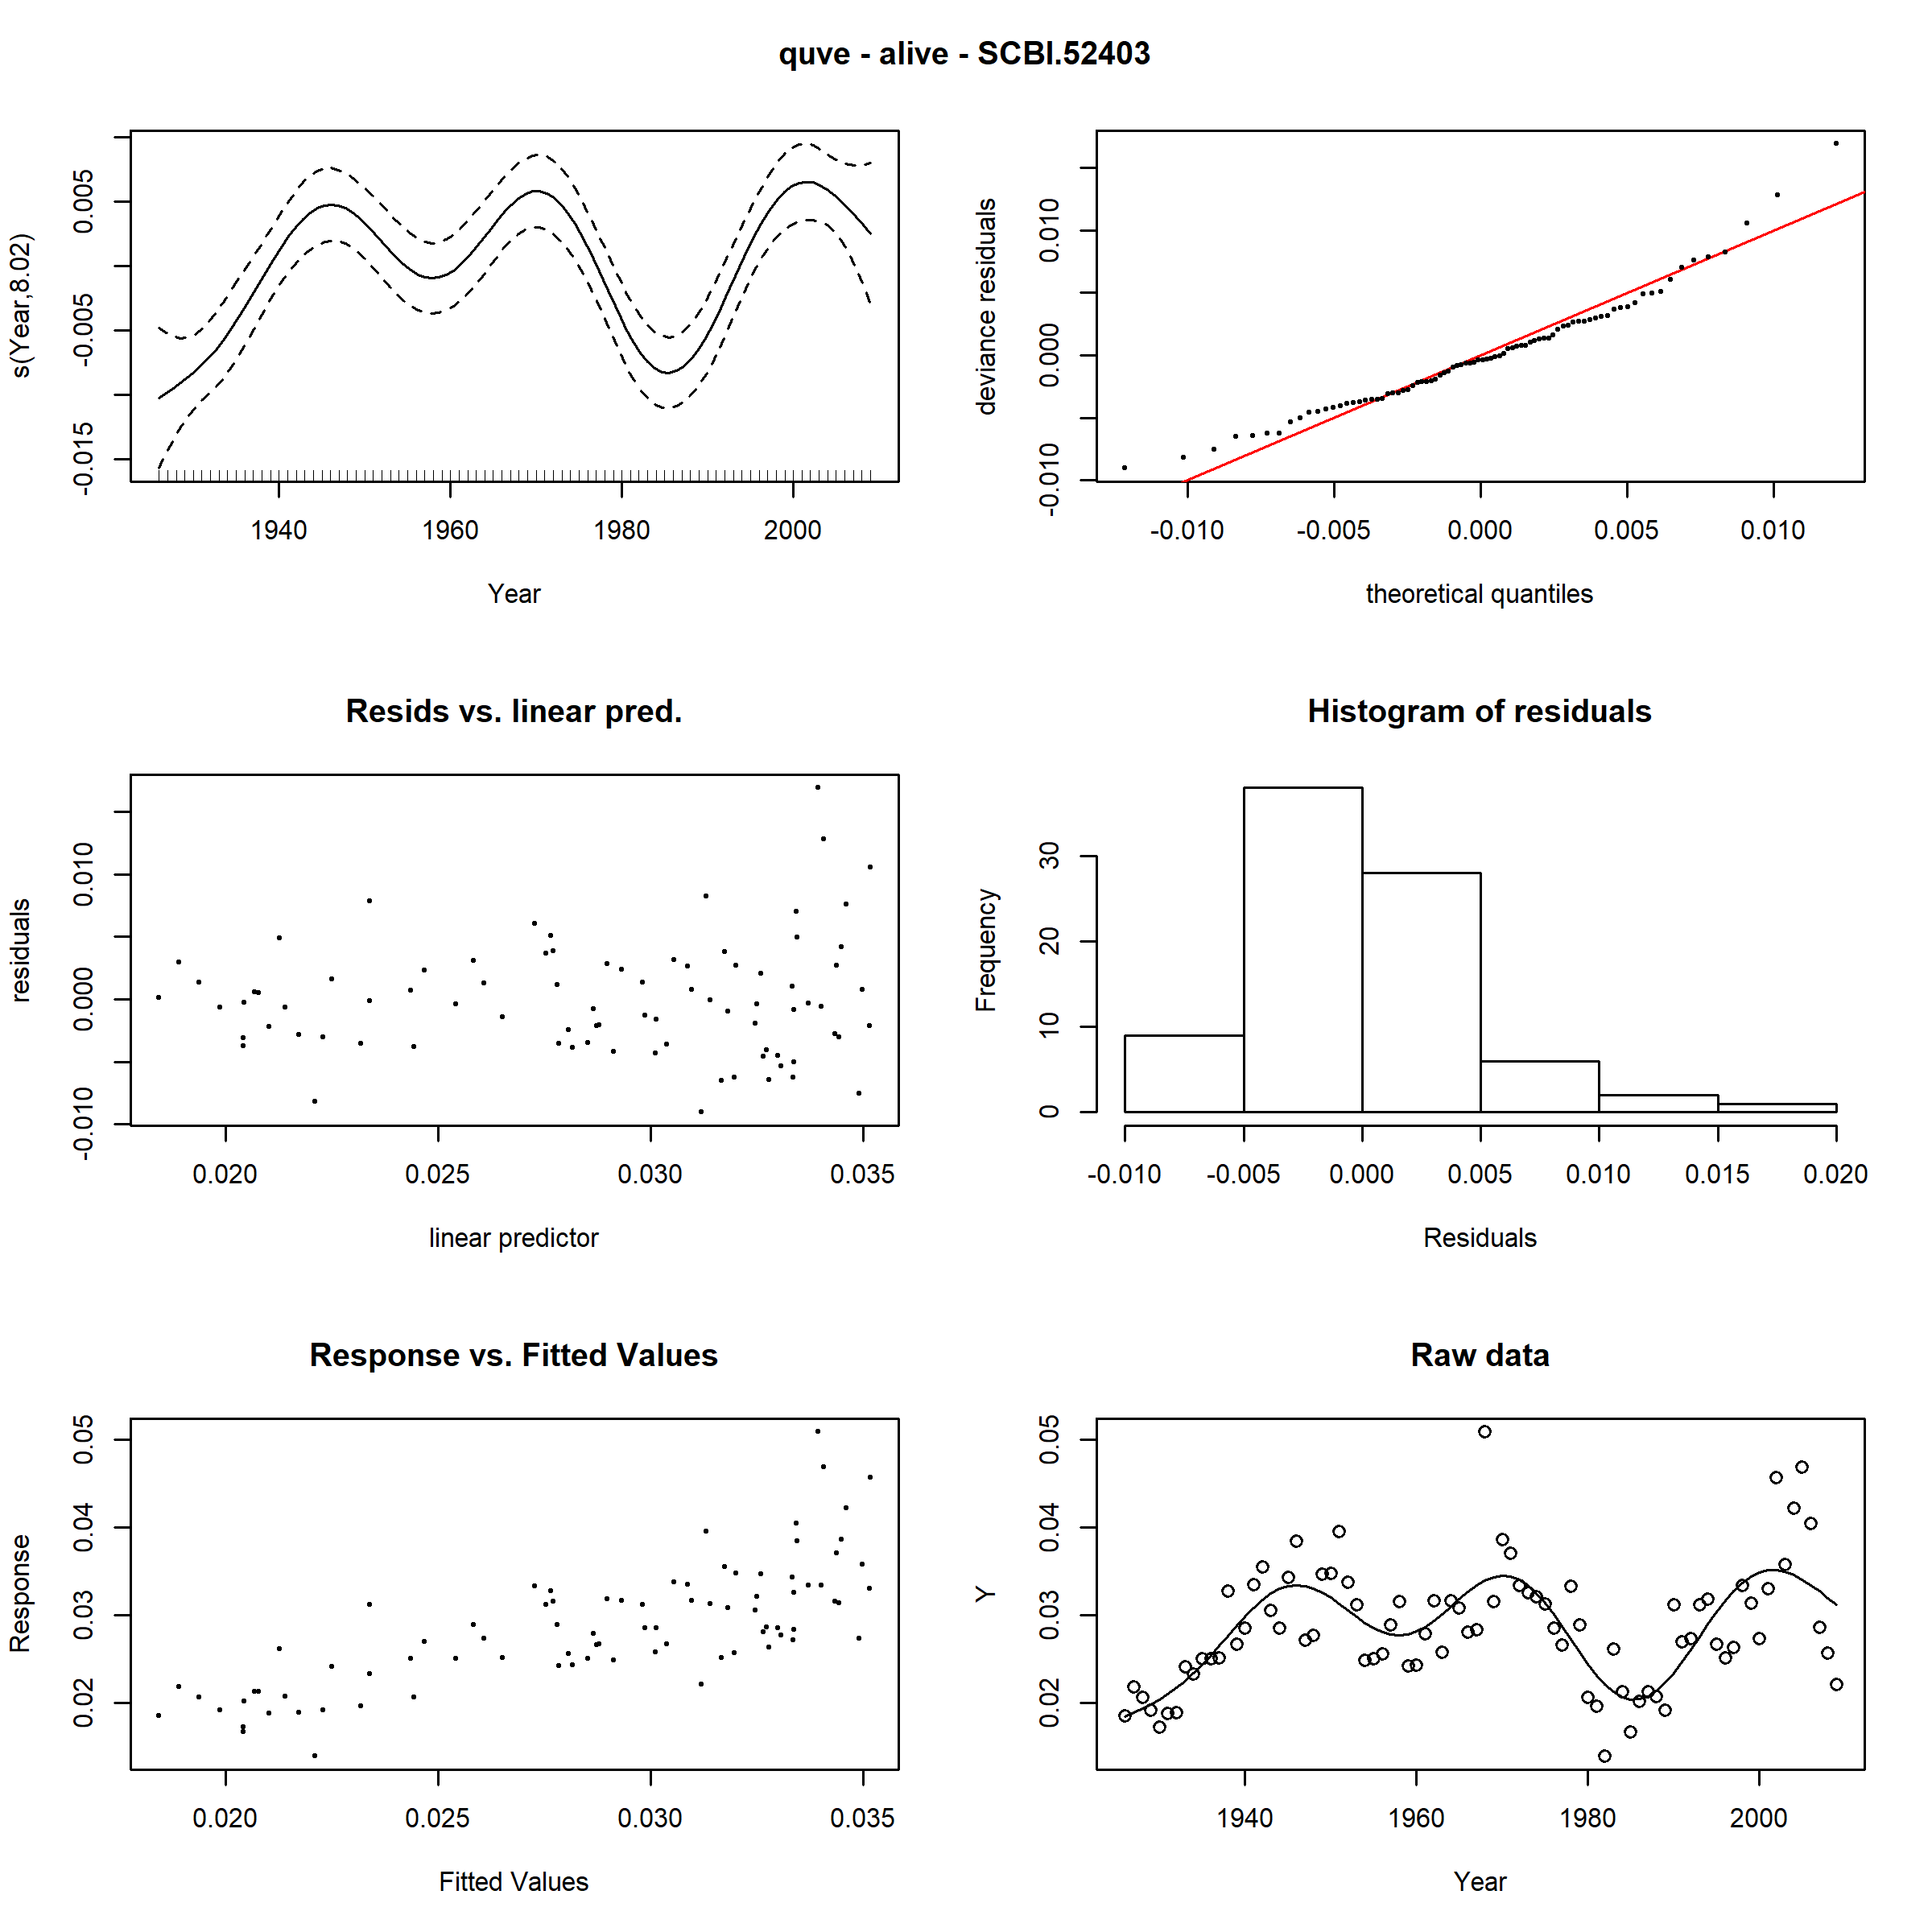 quve - alive - SCBI.52403
s(Year,8.02)
-0.015 -0.005 0.005
1940 1960 1980 2000
Year
deviance residuals
-0.010 0.000 0.010
-0.010 -0.005 0.000 0.005 0.010
theoretical quantiles
Resids vs. linear pred.
residuals
-0.010 0.000 0.010
0.020 0.025 0.030 0.035
linear predictor
Histogram of residuals
Frequency
0 10 20 30
-0.010 -0.005 0.000 0.005 0.010 0.015 0.020
Residuals
Response vs. Fitted Values
Response
0.02 0.03 0.04 0.05
0.020 0.025 0.030 0.035
Fitted Values
Raw data
Y
0.02 0.03 0.04 0.05
1940 1960 1980 2000
Year